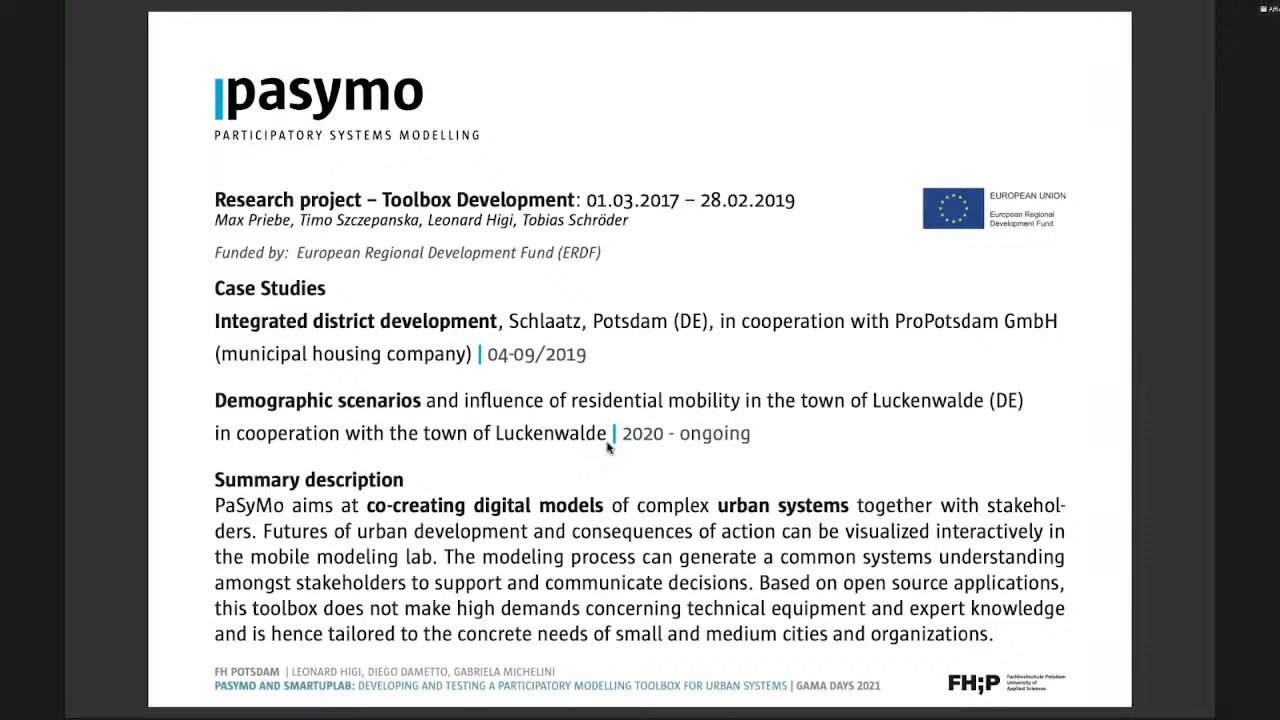 pasymo
PARTICIPATORY SYSTEMS MODELLING
Research project – Toolbox Development: 01.03.2017 – 28.02.2019
Max Priebe, Timo Szczepanska, Leonard Higi, Tobias Schröder
EUROPEAN UNION
European Regional
Development Fund
Funded by: European Regional Development Fund (ERDF)
Case Studies
Integrated district development, Schlaatz, Potsdam (DE), in cooperation with ProPotsdam GmbH
(municipal housing company) | 04-09/2019
Demographic scenarios and influence of residential mobility in the town of Luckenwalde (DE)
in cooperation with the town of Luckenwalde | 2020 - ongoing
Summary description
PaSyMo aims at co-creating digital models of complex urban systems together with stakehol-
ders. Futures of urban development and consequences of action can be visualized interactively in
the mobile modeling lab. The modeling process can generate a common systems understanding
amongst stakeholders to support and communicate decisions. Based on open source applications,
this toolbox does not make high demands concerning technical equipment and expert knowledge
and is hence tailored to the concrete needs of small and medium cities and organizations.
FH POTSDAM | LEONARD HIGI, DIEGO DAMETTO, GABRIELA MICHELINI
PASYMO AND SMARTUPLAB: DEVELOPING AND TESTING A PARTICIPATORY MODELLING TOOLBOX FOR URBAN SYSTEMS | GAMA DAYS 2021
FH;P
Fachhochschule Potsdam
University of
Applied Sciences